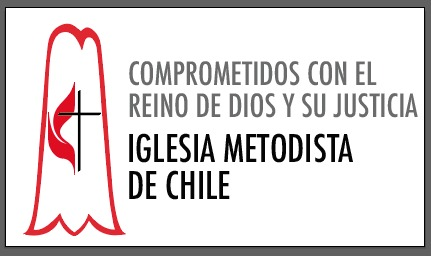 COMPROMETIDOS CON EL
REINO DE DIOS Y SU JUSTICIA
IGLESIA METODISTA
DE CHILE